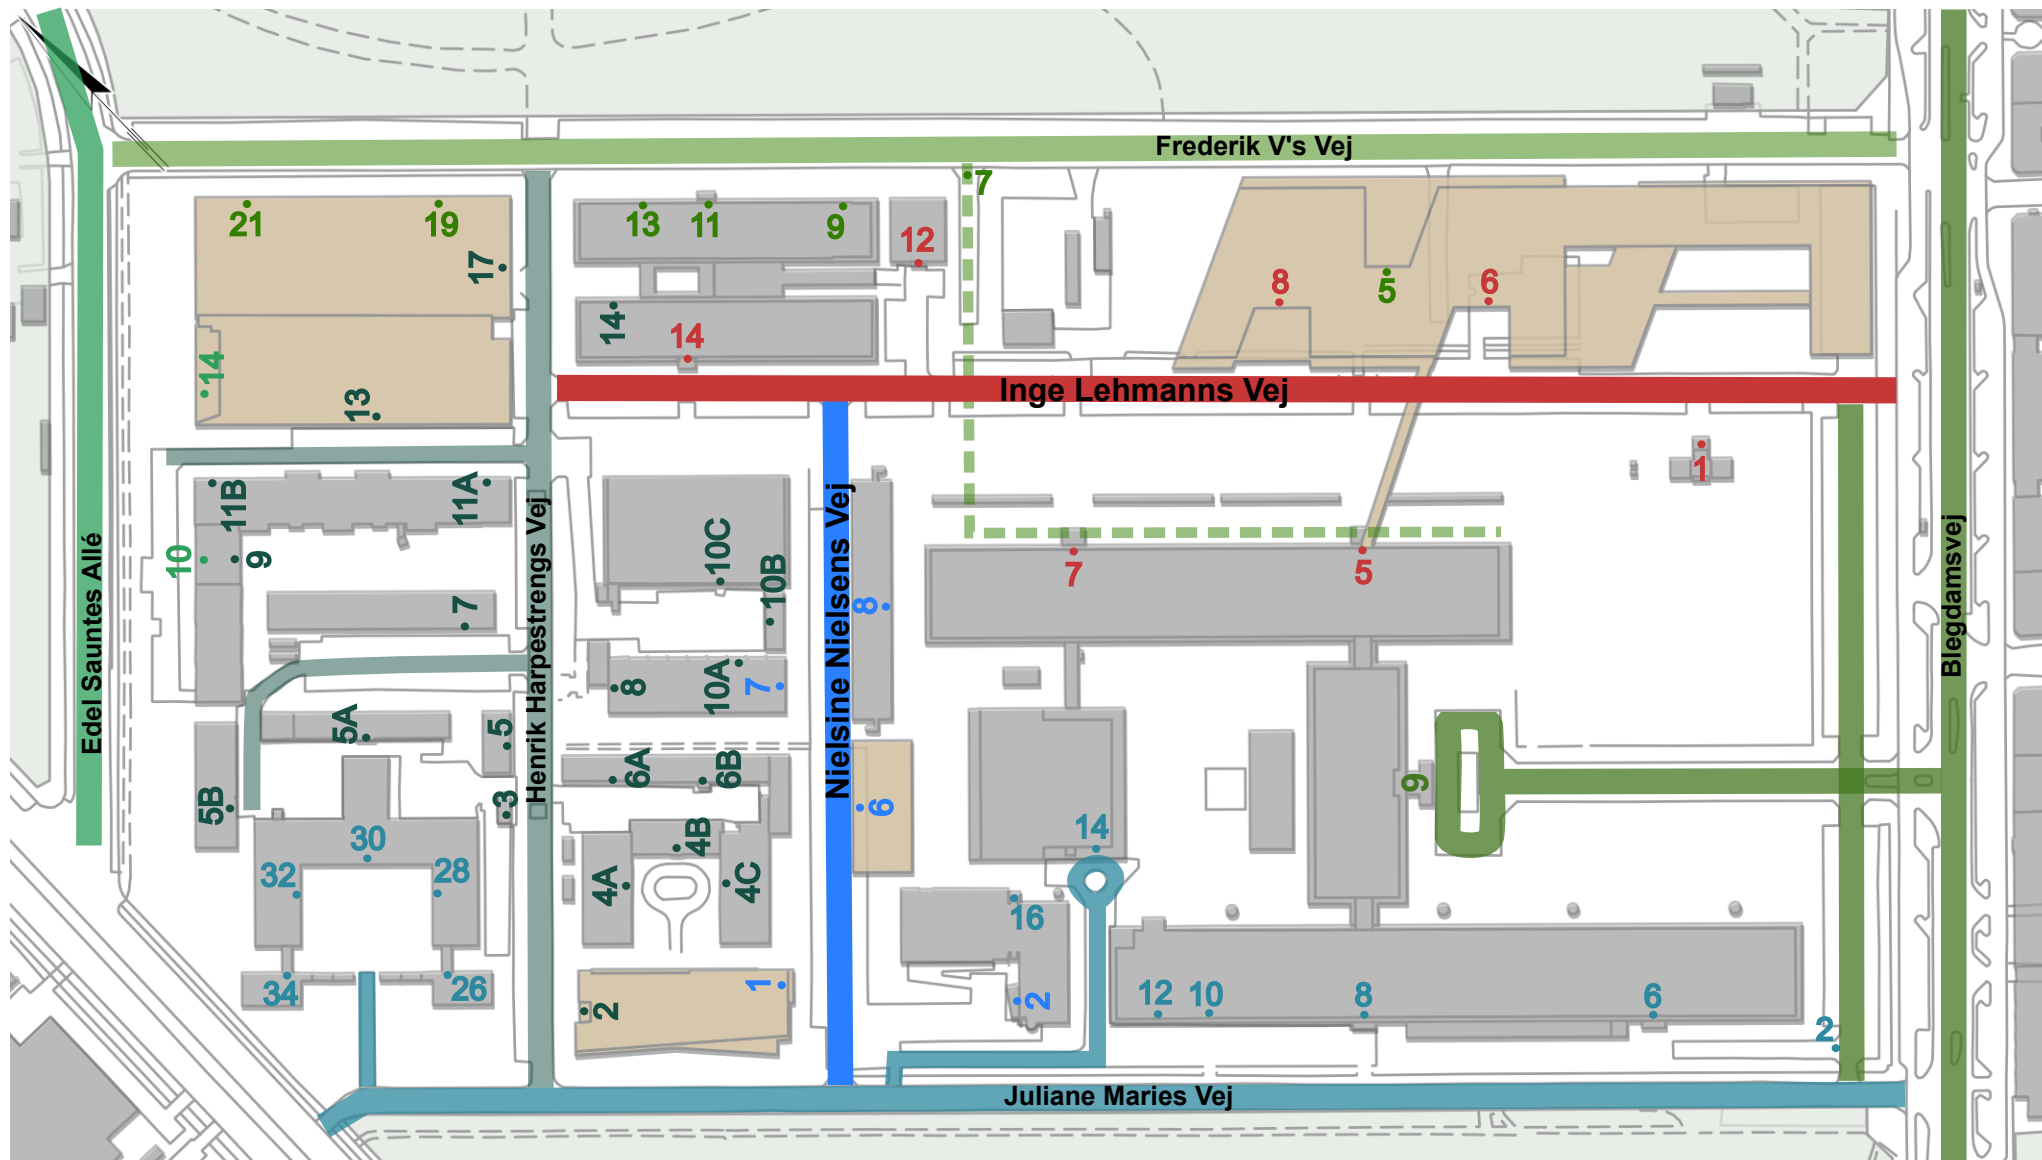 Frederik V's Vej
7
21
19
13
11
9
12
17
8
5
6
14
14
14
13
Inge Lehmanns Vej
1
11B
11A
10C
10
9
7
5
10B
8
7
8
10A
7
Edel Sauntes Allé
Henrik Harpestrengs Vej
Nielsine Nielsens Vej
Blegdamsvej
5A
5
6A
6B
9
5B
3
6
4B
14
30
32
28
4A
4C
16
34
26
1
2
2
12
10
8
6
2
Juliane Maries Vej